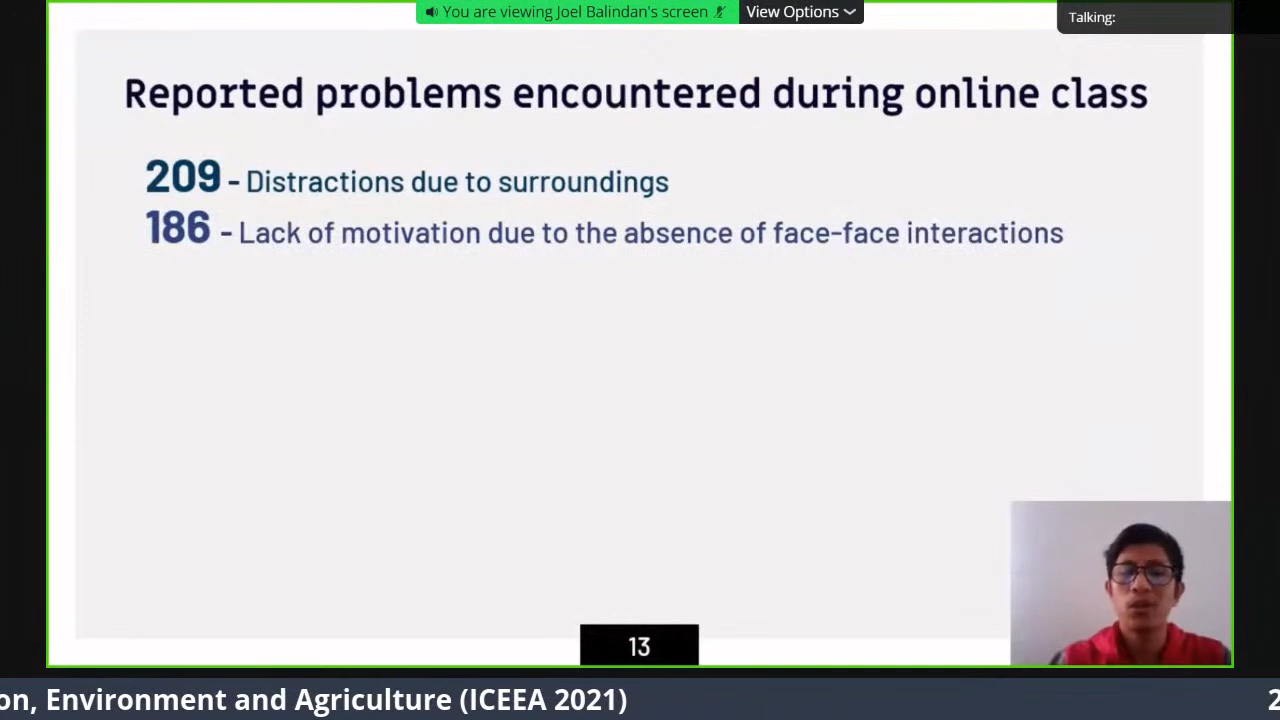 You are viewing Joel Balindan's screen
View Options
Talking:
Reported problems encountered during online class
209 - Distractions due to surroundings
186 - Lack of motivation due to the absence of face-face interactions
13
on, Environment and Agriculture (ICEEA 2021)
2